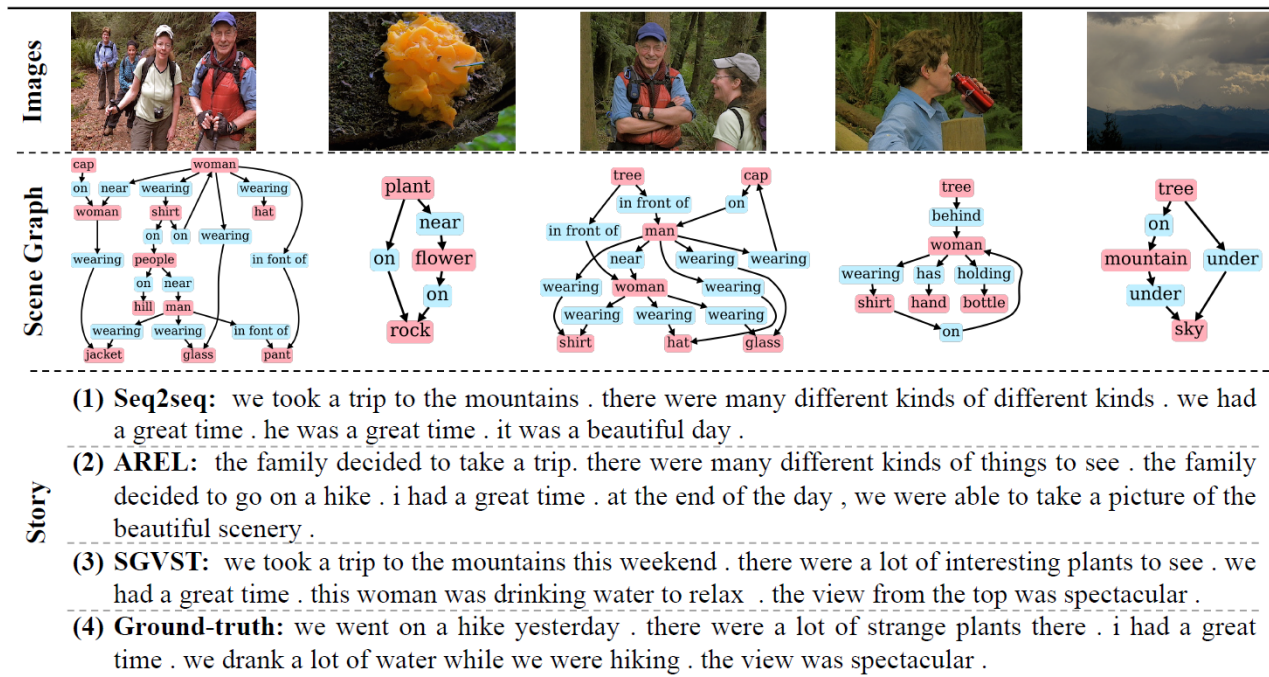 Images
Scene Graph
cap woman
on near wearing wearing
woman shirt hat
on on wearing
wearing people in font of
on near
hill man
wearing wearing in font of
jacket glass pant
plant
near
on flower
on
rock
tree cap
in front of on
in front of man
near wearing wearing
wearing woman wearing
wearing wearing wearing
shirt hat glass
tree
behind
woman
wearing has holding
shirt hand bottle
on
tree
on
mountain under
under
sky
Story
(1) Seq2seq: we took a trip to the mountains . there were many different kinds of different kinds . we had
a great time . he was a great time . it was a beautiful day .
(2) AREL: the family decided to take a trip. there were many different kinds of things to see . the family
decided to go on a hike . i had a great time . at the end of the day , we were able to take a picture of the
beautiful scenery .
(3) SGVST: we took a trip to the mountains this weekend . there were a lot of interesting plants to see . we
had a great time . this woman was drinking water to relax . the view from the top was spectacular .
(4) Ground-truth: we went on a hike yesterday . there were a lot of strange plants there . i had a great
time . we drank a lot of water while we were hiking . the view was spectacular .